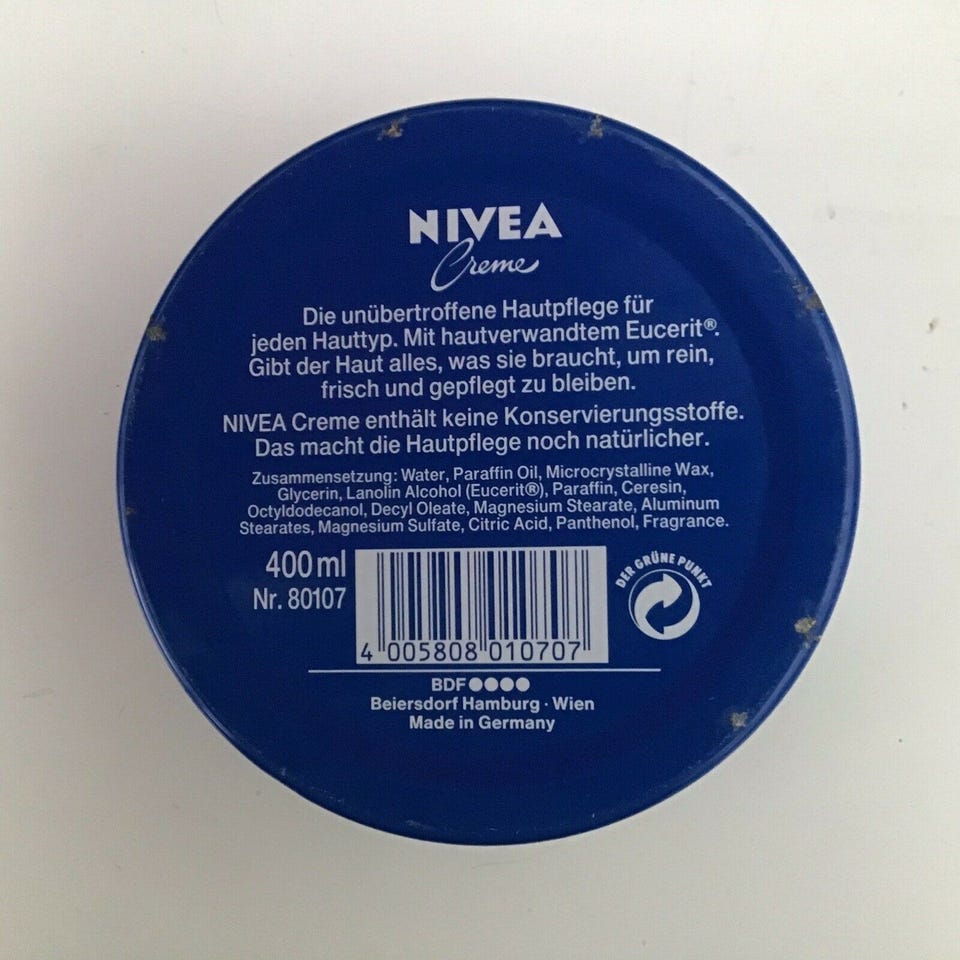 NIVEA
Creme
Die unübertroffene Hautpflege für
jeden Hauttyp. Mit hautverwandtem Eucerit®.
Gibt der Haut alles, was sie braucht, um rein,
frisch und gepflegt zu bleiben.
NIVEA Creme enthält keine Konservierungsstoffe.
Das macht die Hautpflege noch natürlicher.
Zusammensetzung: Water, Paraffin Oil, Microcrystalline Wax,
Glycerin, Lanolin Alcohol (Eucerit®), Paraffin, Ceresin,
Octyldodecanol, Decyl Oleate, Magnesium Stearate, Aluminum
Stearates, Magnesium Sulfate, Citric Acid, Panthenol, Fragrance.
400 ml
Nr. 80107
4 005808 010707
DER GRÜNE PUNKT
BDF●●●●
Beiersdorf Hamburg · Wien
Made in Germany